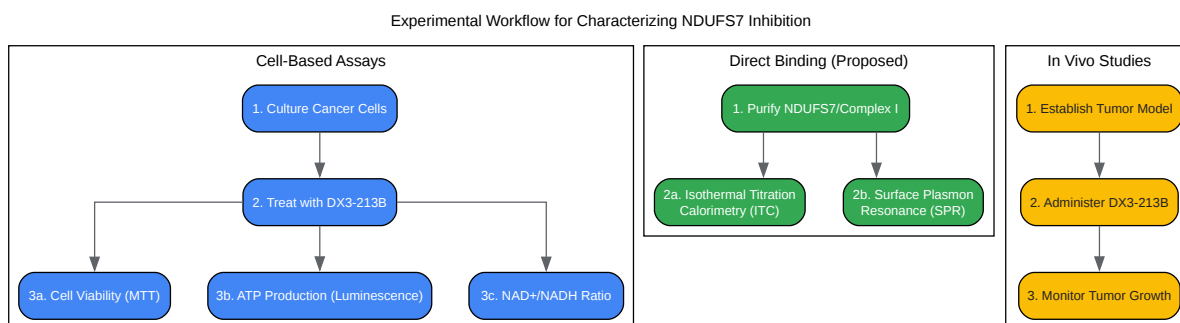 Experimental Workflow for Characterizing NDUFS7 Inhibition
Cell-Based Assays
1. Culture Cancer Cells
2. Treat with DX3-213B
3a. Cell Viability (MTT)
3b. ATP Production (Luminescence)
3c. NAD+/NADH Ratio
Direct Binding (Proposed)
1. Purify NDUFS7/Complex I
2a. Isothermal Titration
Calorimetry (ITC)
2b. Surface Plasmon
Resonance (SPR)
In Vivo Studies
1. Establish Tumor Model
2. Administer DX3-213B
3. Monitor Tumor Growth